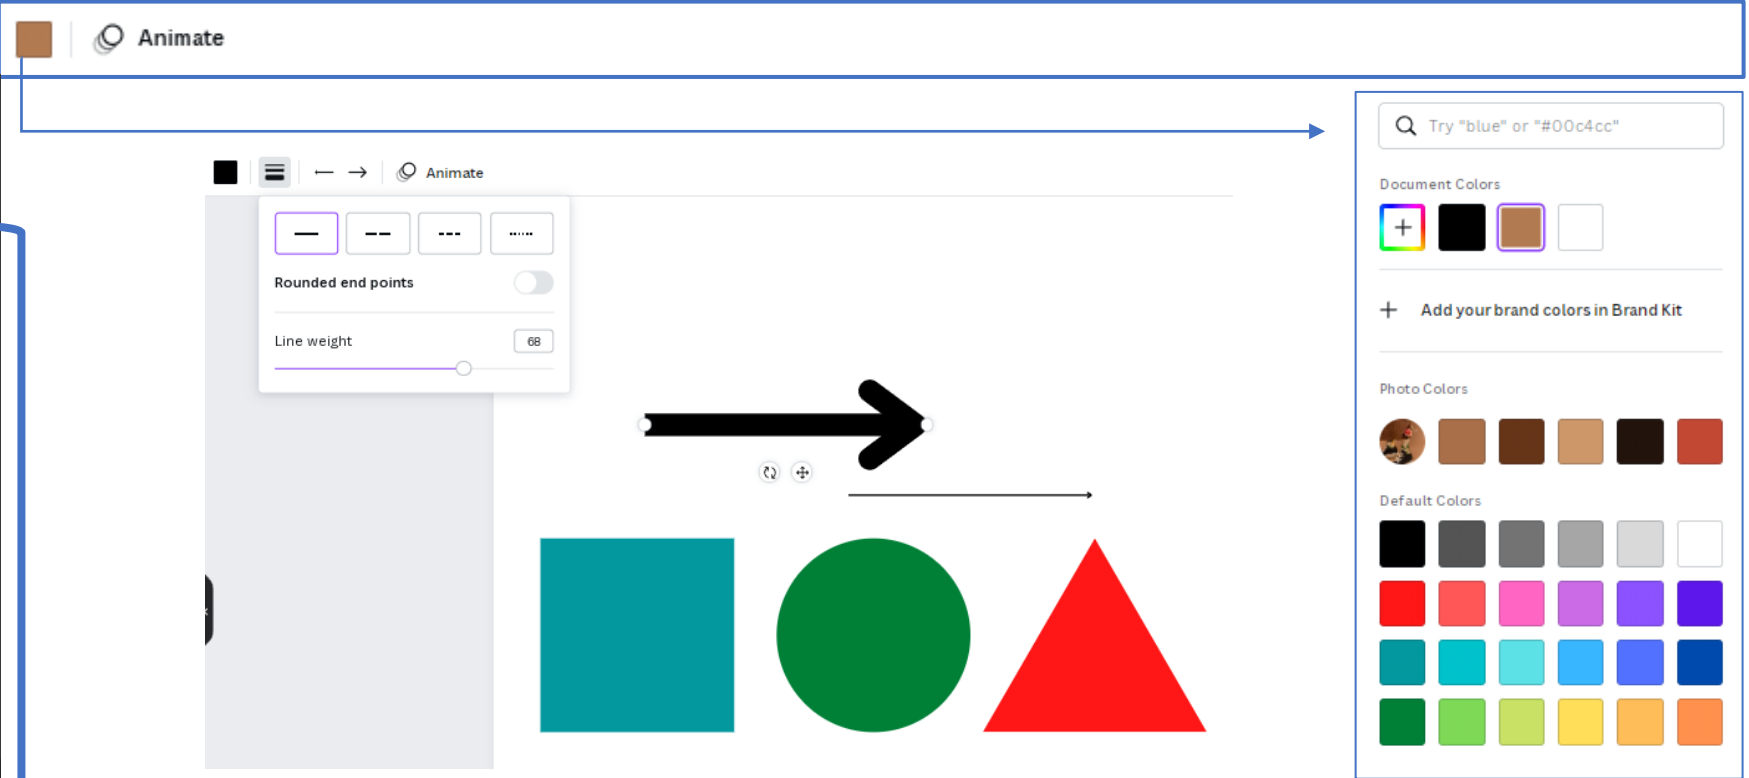 Animate
Try "blue" or "#00c4cc"
Document Colors
Animate
Rounded end points
Line weight
68
Add your brand colors in Brand Kit
Photo Colors
Default Colors